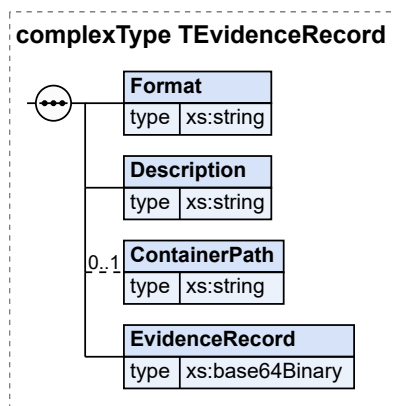 complexType TEvidenceRecord
Format
type xs:string
Description
type xs:string
0..1
ContainerPath
type xs:string
EvidenceRecord
type xs:base64Binary